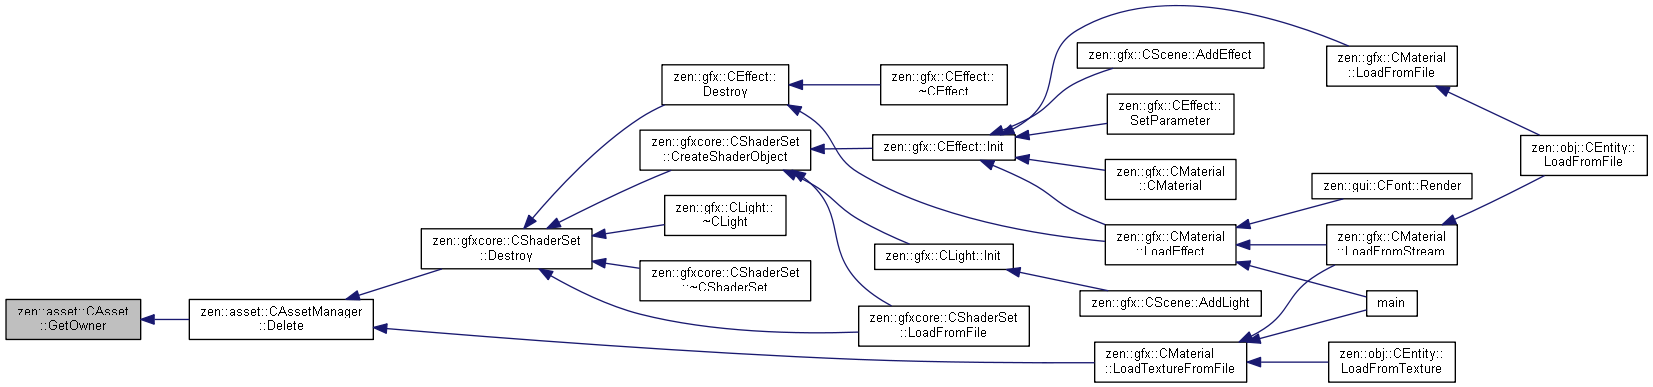 zen::asset::CAsset
::GetOwner
zen::asset::CAssetManager
::Delete
zen::gfxcore::CShaderSet
::Destroy
zen::gfx::CEffect::
Destroy
zen::gfxcore::CShaderSet
::CreateShaderObject
zen::gfx::CLight::
~CLight
zen::gfxcore::CShaderSet
::~CShaderSet
zen::gfx::CEffect::
~CEffect
zen::gfx::CEffect::Init
zen::gfx::CLight::Init
zen::gfxcore::CShaderSet
::LoadFromFile
zen::gfx::CScene::AddEffect
zen::gfx::CEffect::
SetParameter
zen::gfx::CMaterial
::CMaterial
zen::gfx::CMaterial
::LoadEffect
zen::gfx::CScene::AddLight
zen::gfx::CMaterial
::LoadTextureFromFile
zen::gfx::CMaterial
::LoadFromFile
zen::gui::CFont::Render
zen::gfx::CMaterial
::LoadFromStream
main
zen::obj::CEntity::
LoadFromTexture
zen::obj::CEntity::
LoadFromFile